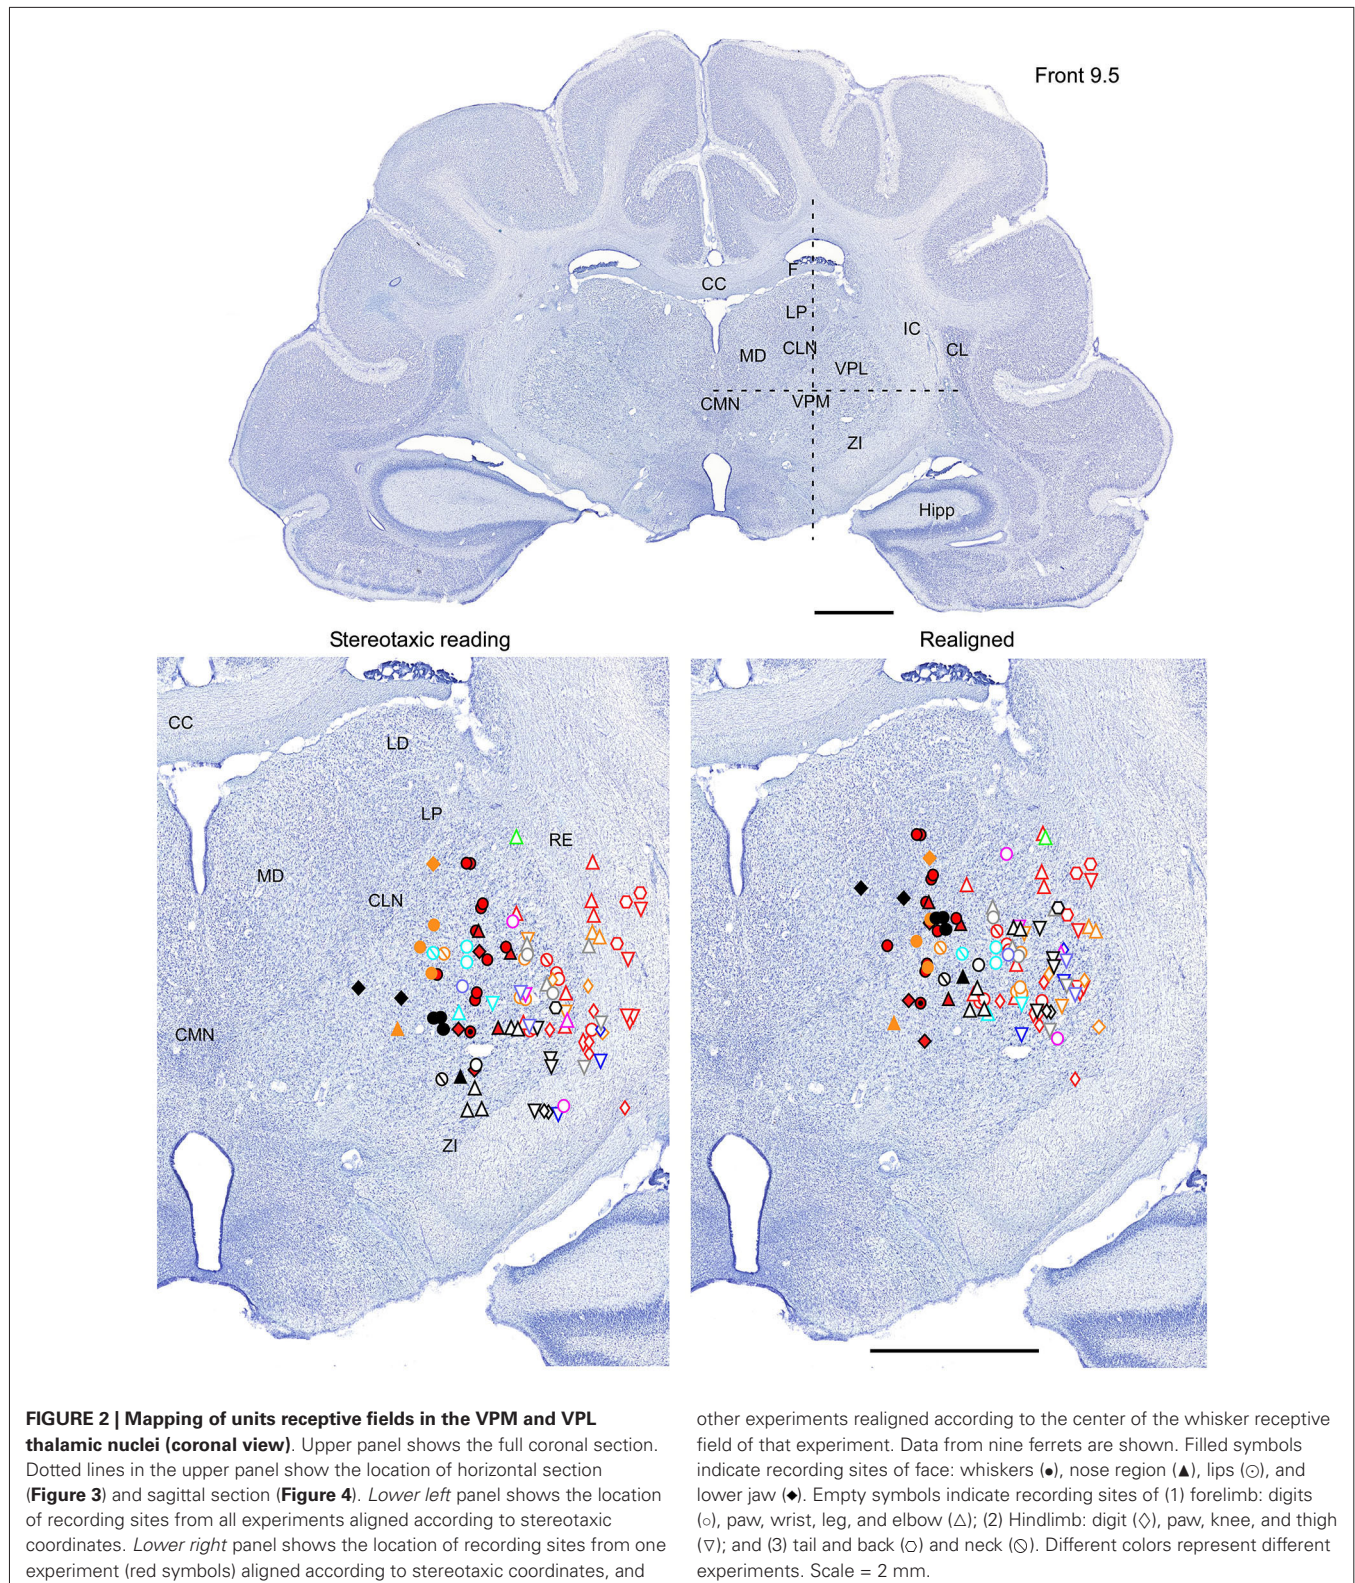 Front 9.5
F
CC
LP
IC
MD
CLN
CL
VPL
CMN
VPM
ZI
Hipp
Stereotaxic reading
Realigned
CC
LD
LP
RE
MD
CLN
CMN
ZI
FIGURE 2 | Mapping of units receptive fields in the VPM and VPL
thalamic nuclei (coronal view). Upper panel shows the full coronal section.
Dotted lines in the upper panel show the location of horizontal section
(Figure 3) and sagittal section (Figure 4). Lower left panel shows the location
of recording sites from all experiments aligned according to stereotaxic
coordinates. Lower right panel shows the location of recording sites from one
experiment (red symbols) aligned according to stereotaxic coordinates, and
other experiments realigned according to the center of the whisker receptive
field of that experiment. Data from nine ferrets are shown. Filled symbols
indicate recording sites of face: whiskers (●), nose region (▲), lips (⊙), and
lower jaw (◆). Empty symbols indicate recording sites of (1) forelimb: digits
(○), paw, wrist, leg, and elbow (△); (2) Hindlimb: digit (◇), paw, knee, and thigh
(▽); and (3) tail and back (⎔) and neck (⦸). Different colors represent different
experiments. Scale = 2 mm.